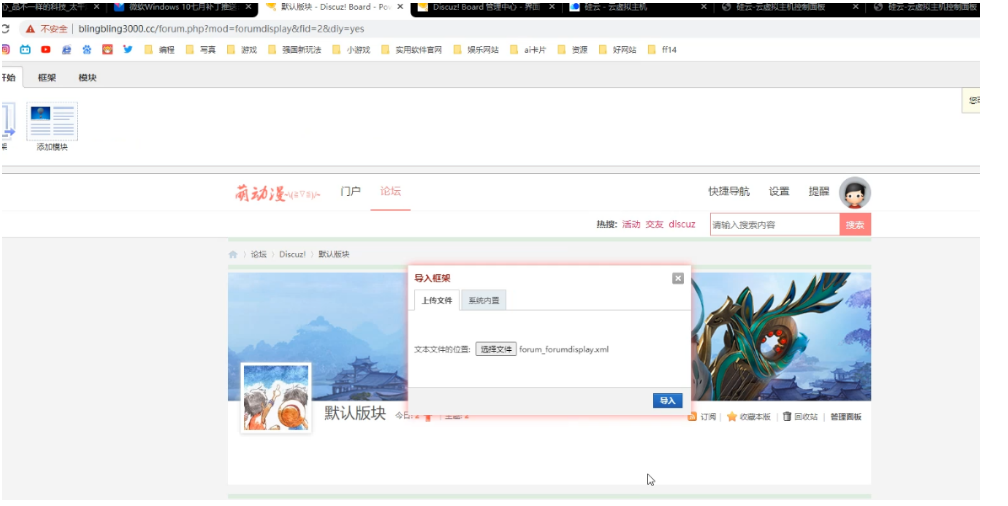 心_品不一样的科技_太平
微软Windows 10七月补丁推送
默认版块 - Discuz! Board - Pow
Discuz! Board 管理中心 - 界面
硅云 - 云虚拟主机
硅云-云虚拟主机控制面板
硅云-云虚拟主机控制面板
不安全 | blingbling3000.cc/forum.php?mod=forumdisplay&fid=2&diy=yes
编程 写真 游戏 强国新玩法 小游戏 实用软件官网 娱乐网站 ai卡片 资源 好网站 ff14
开始 框架 模块
添加模块
萌动漫 门户 论坛 快捷导航 设置 提醒
热搜: 活动 交友 discuz 请输入搜索内容 搜索
论坛 Discuz! 默认版块
导入框架
上传文件 系统内置
文本文件的位置: 选择文件 forum_forumdisplay.xml
导入
默认版块 订阅 | 收藏本版 | 回收站 | 管理面板